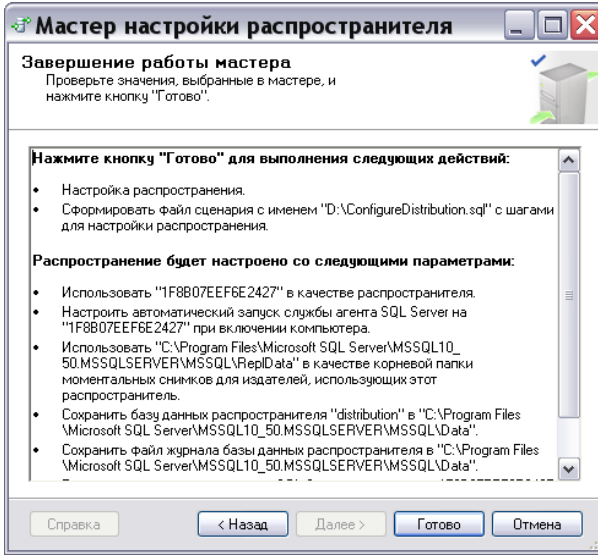 Мастер настройки распространителя
Завершение работы мастера
Проверьте значения, выбранные в мастере, и
нажмите кнопку "Готово".
Нажмите кнопку "Готово" для выполнения следующих действий:
• Настройка распространения.
• Сформировать файл сценария с именем "D:\ConfigureDistribution.sql" с шагами
для настройки распространения.
Распространение будет настроено со следующими параметрами:
• Использовать "1F8B07EEF6E2427" в качестве распространителя.
• Настроить автоматический запуск службы агента SQL Server на
"1F8B07EEF6E2427" при включении компьютера.
• Использовать "C:\Program Files\Microsoft SQL Server\MSSQL10_
50.MSSQLSERVER\MSSQL\ReplData" в качестве корневой папки
моментальных снимков для издателей, использующих этот
распространитель.
• Сохранить базу данных распространителя "distribution" в "C:\Program Files
\Microsoft SQL Server\MSSQL10_50.MSSQLSERVER\MSSQL\Data".
• Сохранить файл журнала базы данных распространителя в "C:\Program Files
\Microsoft SQL Server\MSSQL10_50.MSSQLSERVER\MSSQL\Data".
Справка
< Назад
Далее >
Готово
Отмена